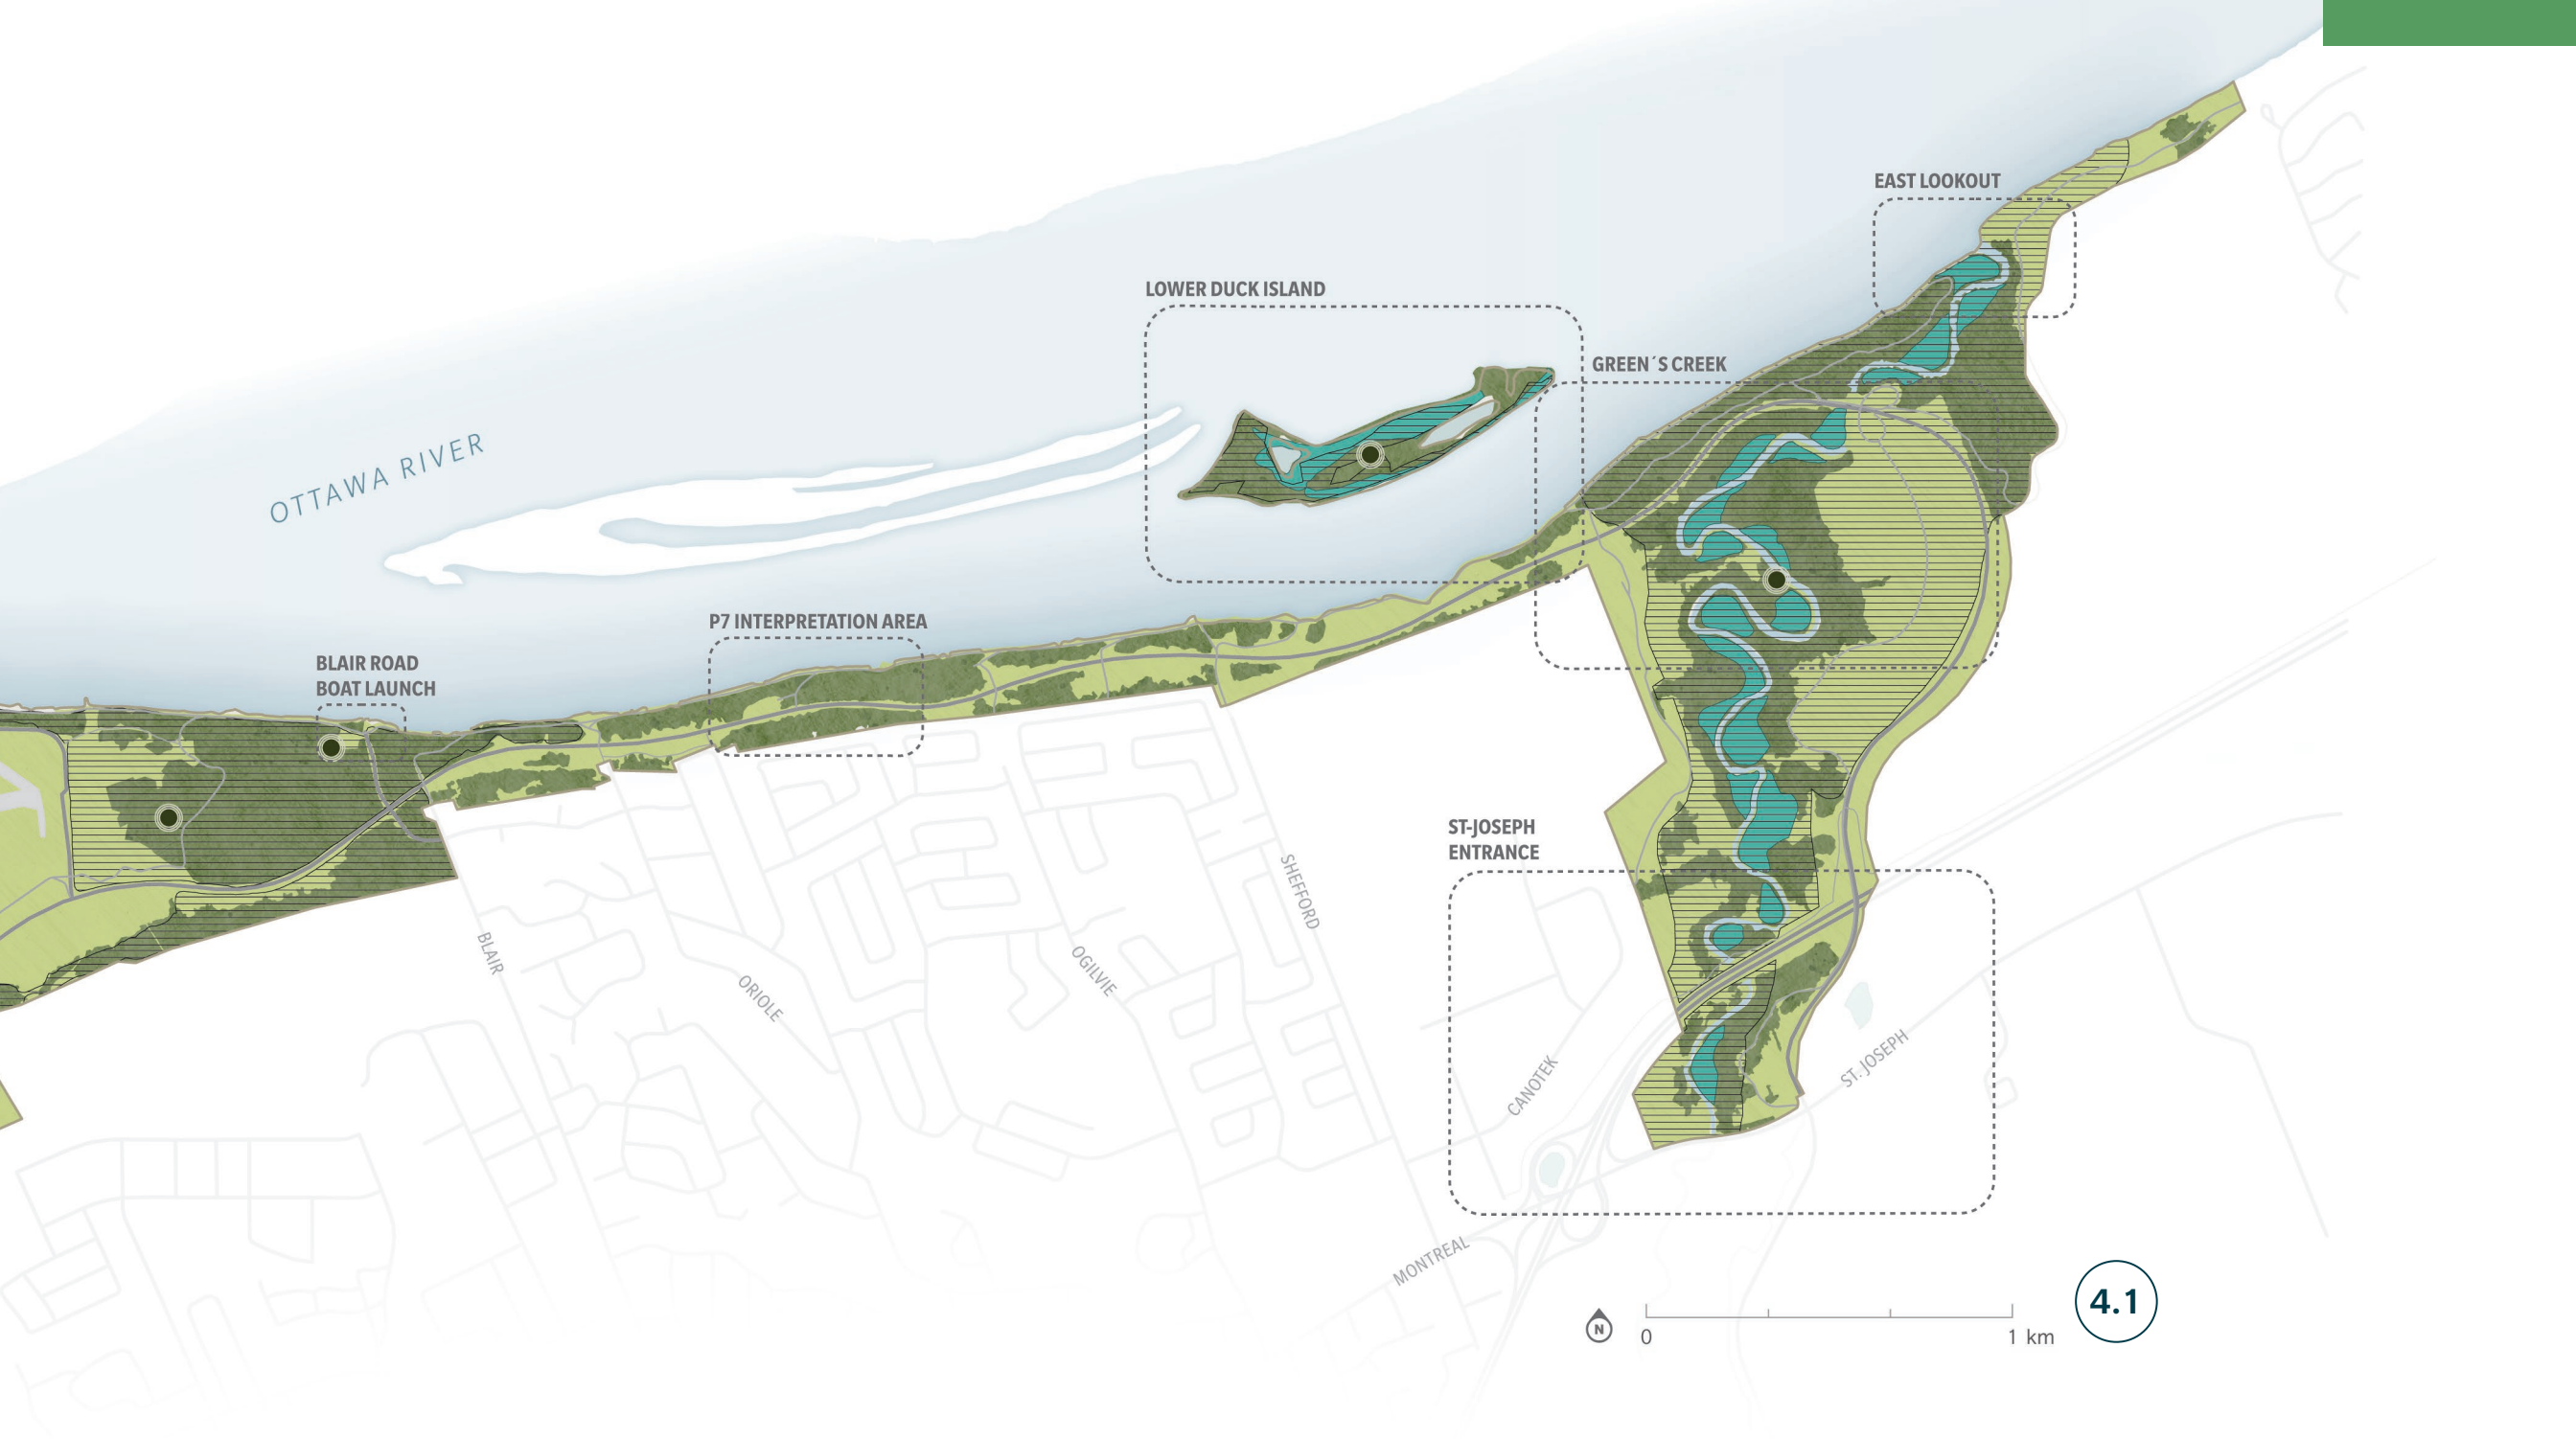 EAST LOOKOUT
LOWER DUCK ISLAND
GREEN´S CREEK
OTTAWA RIVER
P7 INTERPRETATION AREA
BLAIR ROAD
BOAT LAUNCH
ST-JOSEPH
ENTRANCE
SHEFFORD
BLAIR
ORIOLE
OGILVIE
CANOTEK
ST. JOSEPH
MONTREAL
N
0
1 km
4.1